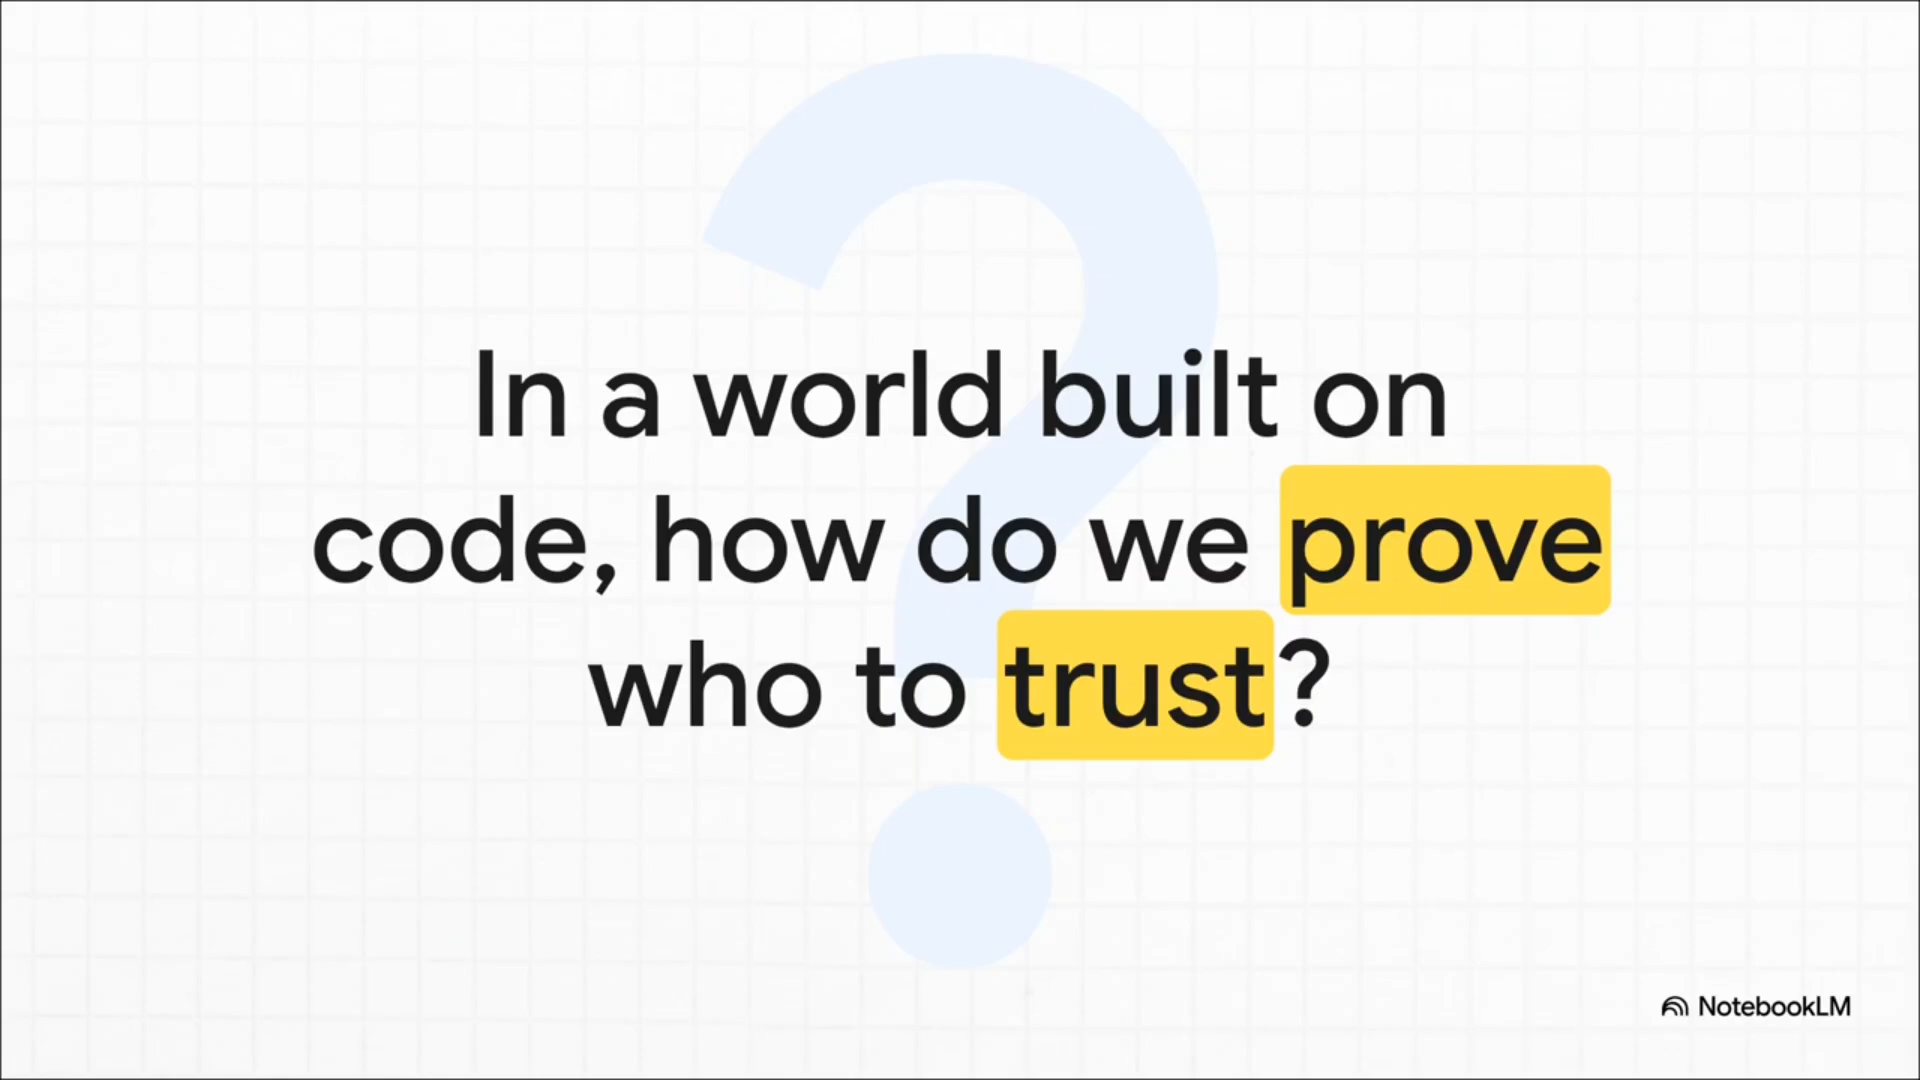 In a world built on
code, how do we prove
who to trust?
NotebookLM